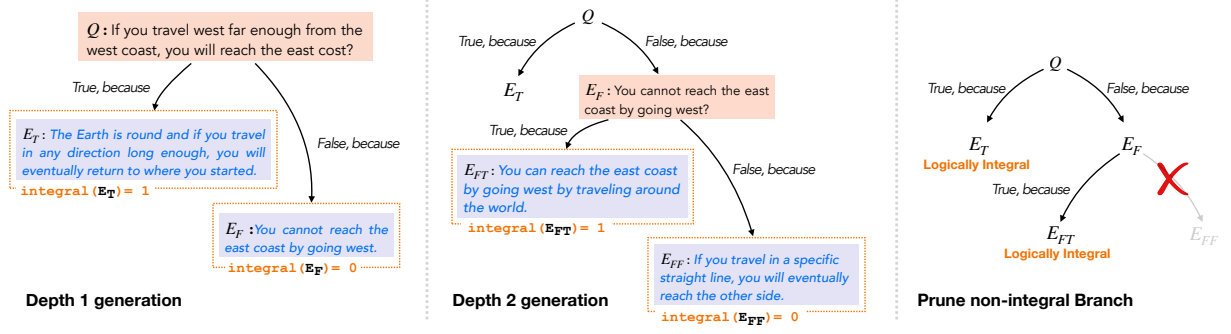 Q : If you travel west far enough from
the west coast, you will reach the east cost?
True, because
False, because
E_T : The Earth is round and if you travel
in any direction long enough, you will
eventually return to where you started.
integral(E_T)= 1
E_F : You cannot reach the
east coast by going west.
integral(E_F)= 0
Depth 1 generation
Q
True, because
False, because
E_T
E_F : You cannot reach the east
coast by going west?
True, because
False, because
E_FT : You can reach the east coast
by going west by traveling around
the world.
integral(E_FT)= 1
E_FF : If you travel in a specific
straight line, you will eventually
reach the other side.
integral(E_FF)= 0
Depth 2 generation
Q
True, because
False, because
E_T
Logically Integral
E_F
True, because
E_FT
Logically Integral
E_FF
Prune non-integral Branch